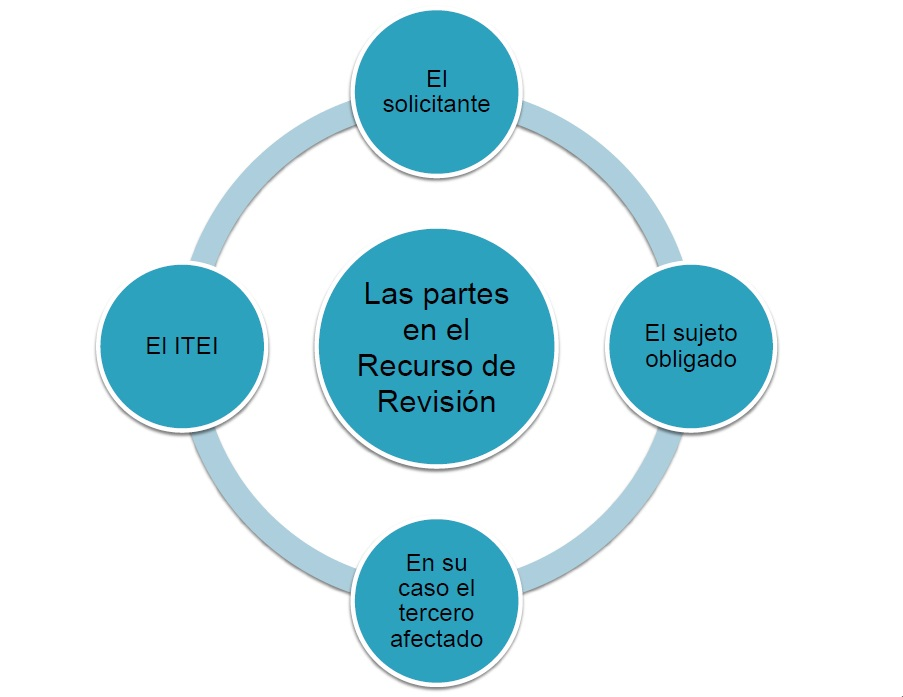 El
solicitante
Las partes
en el
Recurso de
Revisión
El ITEI
El sujeto
obligado
En su
caso el
tercero
afectado